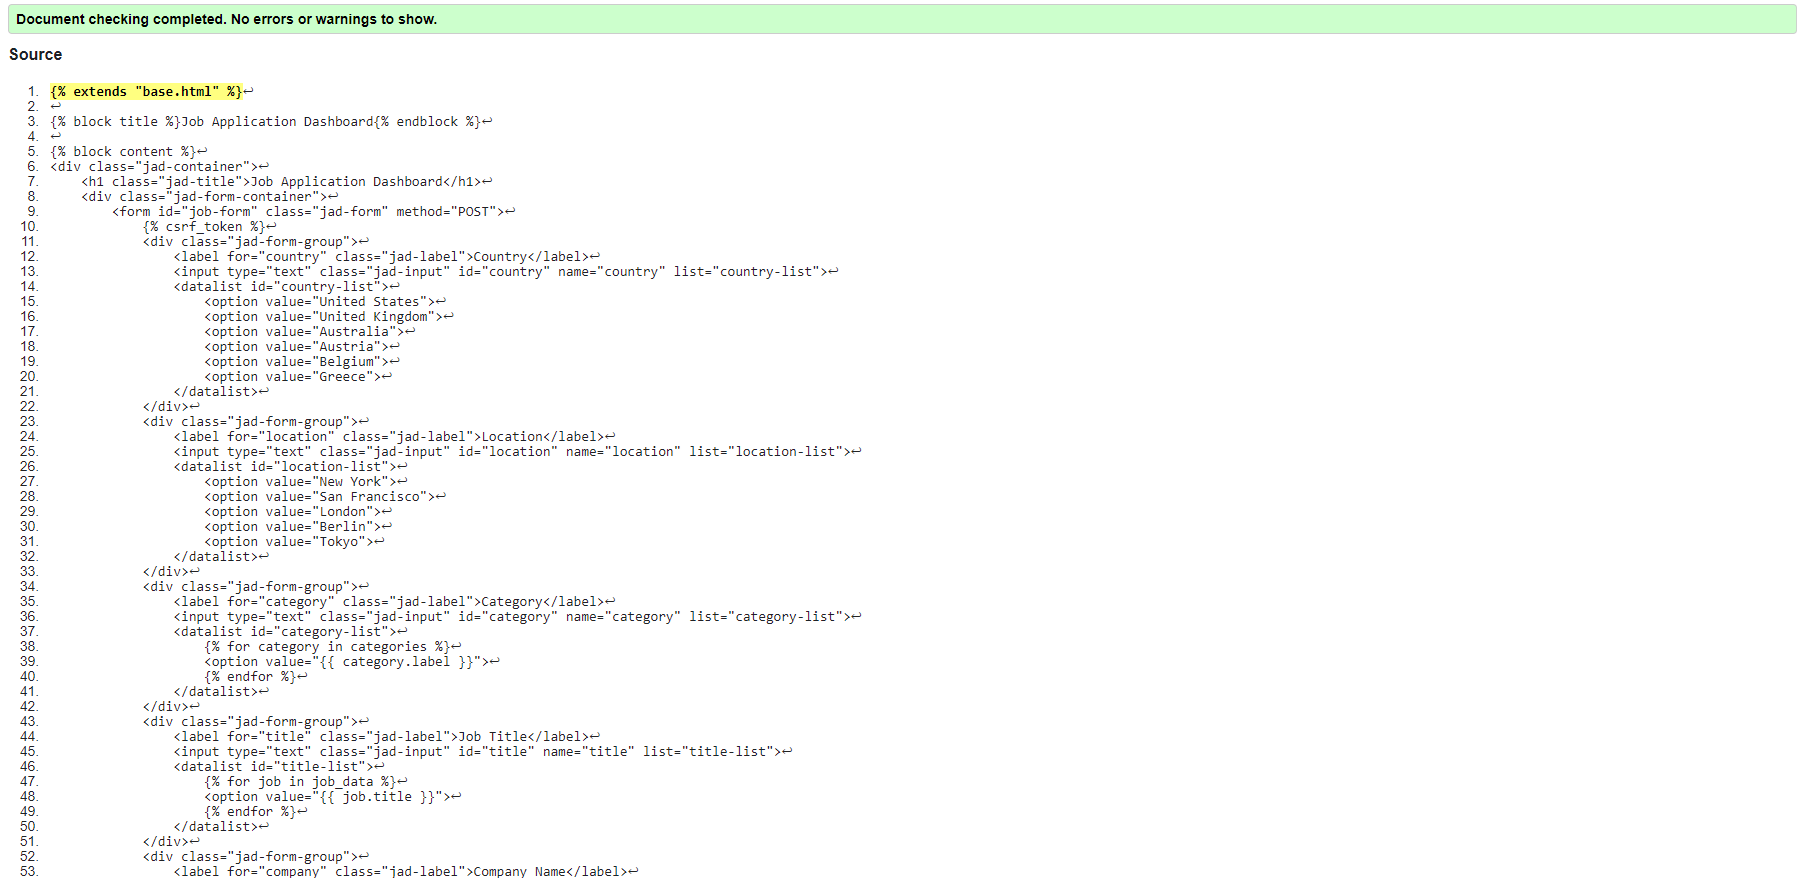 Document checking completed. No errors or warnings to show.
Source
1. {% extends "base.html" %}↩
2. ↩
3. {% block title %}Job Application Dashboard{% endblock %}↩
4. ↩
5. {% block content %}↩
6. <div class="jad-container">↩
7.     <h1 class="jad-title">Job Application Dashboard</h1>↩
8.     <div class="jad-form-container">↩
9.         <form id="job-form" class="jad-form" method="POST">↩
10.             {% csrf_token %}↩
11.             <div class="jad-form-group">↩
12.                 <label for="country" class="jad-label">Country</label>↩
13.                 <input type="text" class="jad-input" id="country" name="country" list="country-list">↩
14.                 <datalist id="country-list">↩
15.                     <option value="United States">↩
16.                     <option value="United Kingdom">↩
17.                     <option value="Australia">↩
18.                     <option value="Austria">↩
19.                     <option value="Belgium">↩
20.                     <option value="Greece">↩
21.                 </datalist>↩
22.             </div>↩
23.             <div class="jad-form-group">↩
24.                 <label for="location" class="jad-label">Location</label>↩
25.                 <input type="text" class="jad-input" id="location" name="location" list="location-list">↩
26.                 <datalist id="location-list">↩
27.                     <option value="New York">↩
28.                     <option value="San Francisco">↩
29.                     <option value="London">↩
30.                     <option value="Berlin">↩
31.                     <option value="Tokyo">↩
32.                 </datalist>↩
33.             </div>↩
34.             <div class="jad-form-group">↩
35.                 <label for="category" class="jad-label">Category</label>↩
36.                 <input type="text" class="jad-input" id="category" name="category" list="category-list">↩
37.                 <datalist id="category-list">↩
38.                     {% for category in categories %}↩
39.                     <option value="{{ category.label }}">↩
40.                     {% endfor %}↩
41.                 </datalist>↩
42.             </div>↩
43.             <div class="jad-form-group">↩
44.                 <label for="title" class="jad-label">Job Title</label>↩
45.                 <input type="text" class="jad-input" id="title" name="title" list="title-list">↩
46.                 <datalist id="title-list">↩
47.                     {% for job in job_data %}↩
48.                     <option value="{{ job.title }}">↩
49.                     {% endfor %}↩
50.                 </datalist>↩
51.             </div>↩
52.             <div class="jad-form-group">↩
53.                 <label for="company" class="jad-label">Company Name</label>↩